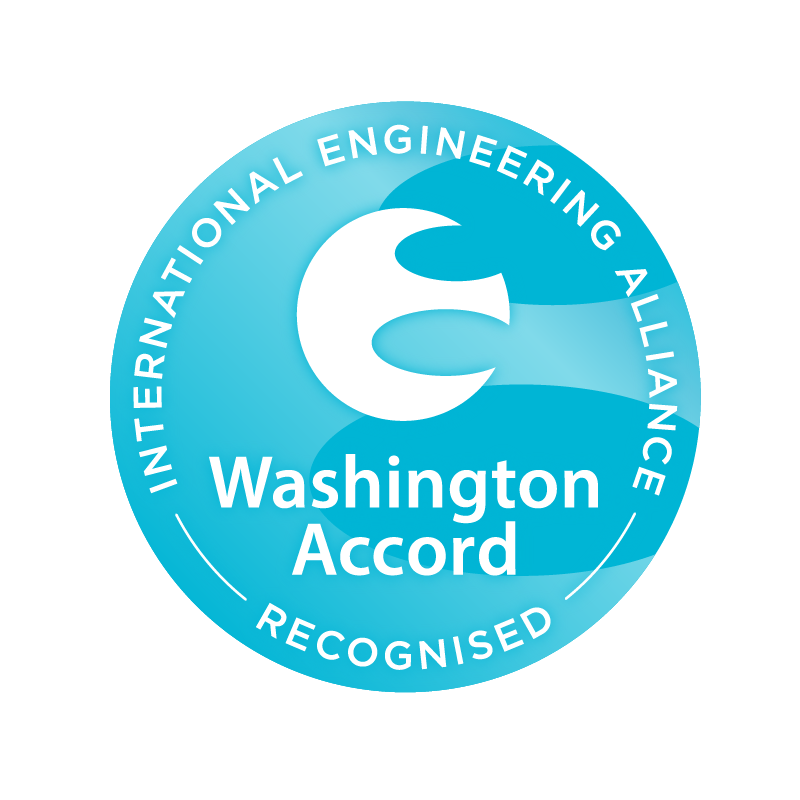 INTERNATIONAL ENGINEERING ALLIANCE
Washington
Accord
RECOGNISED